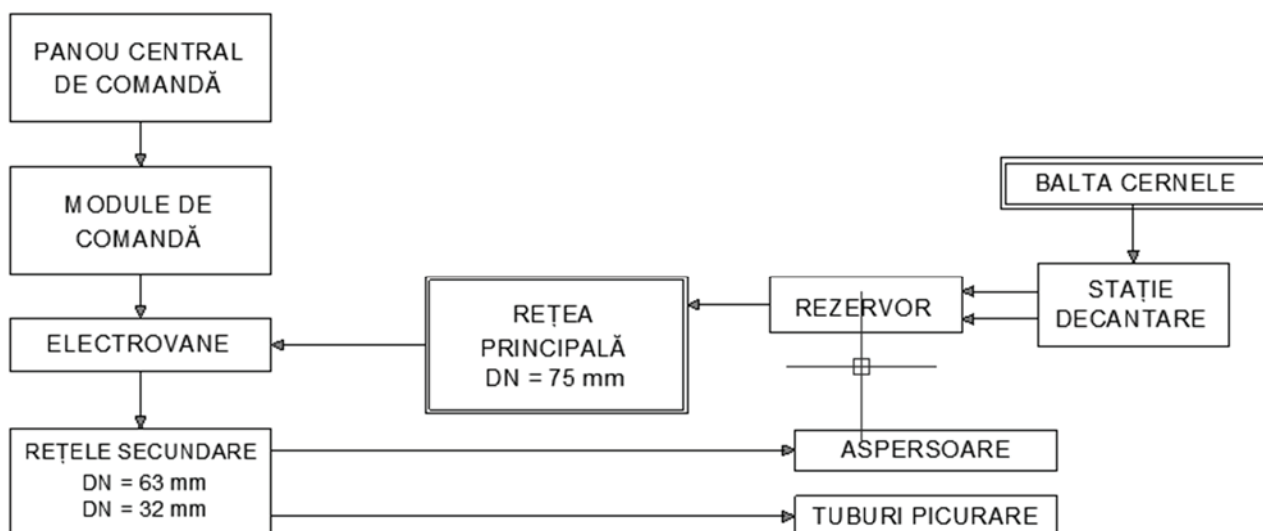 PANOU CENTRAL
DE COMANDĂ
MODULE DE
COMANDĂ
BALTA CERNELE
STAȚIE
DECANTARE
REZERVOR
REȚEA
PRINCIPALĂ
DN = 75 mm
ELECTROVANE
REȚELE SECUNDARE
DN = 63 mm
DN = 32 mm
ASPERSOARE
TUBURI PICURARE